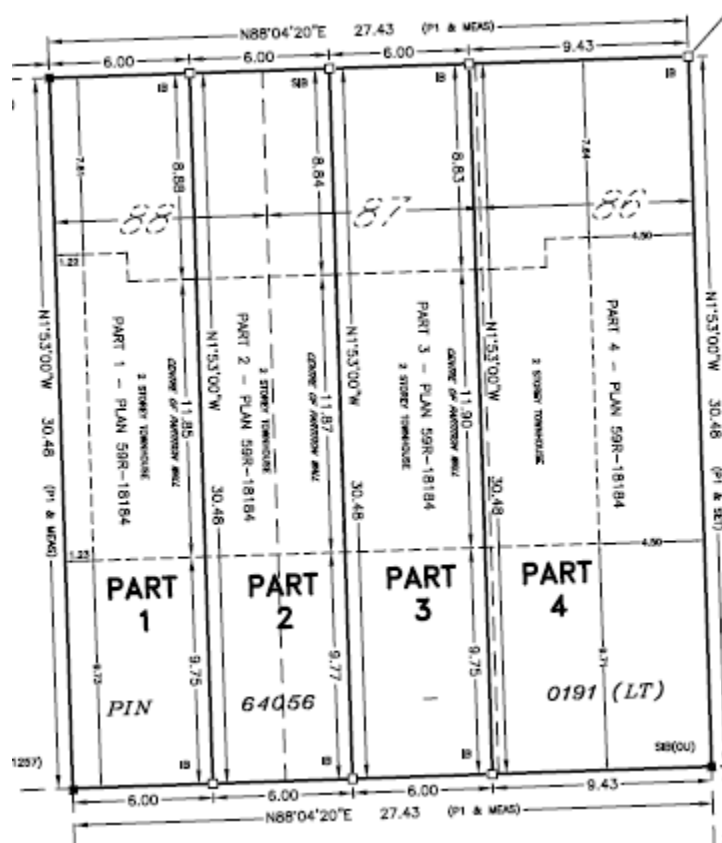 N88°04'20"E 27.43 (P1 & MEAS)
6.00 6.00 6.00 9.43
IB SIB IB IB
7.81 8.88 8.84 8.83 7.84
88 87 86
1.22 4.50
N1°53'00"W 30.48 (P1 & MEAS)
PART 1 - PLAN 59R-18184
2 STOREY TOWNHOUSE
CENTRE OF PARTITION WALL
11.85
N1°53'00"W 30.48
PART 2 - PLAN 59R-18184
2 STOREY TOWNHOUSE
CENTRE OF PARTITION WALL
11.87
N1°53'00"W 30.48
PART 3 - PLAN 59R-18184
2 STOREY TOWNHOUSE
CENTRE OF PARTITION WALL
11.90
N1°53'00"W 30.48
2 STOREY TOWNHOUSE
PART 4 - PLAN 59R-18184
N1°53'00"W 30.48 (P1 & SET)
1.23 4.50
PART PART PART PART
1 2 3 4
9.73 9.75 9.77 9.75 9.71
PIN 64056 - 0191 (LT)
1257) IB IB IB SIB(OU)
6.00 6.00 6.00 9.43
N88°04'20"E 27.43 (P1 & MEAS)